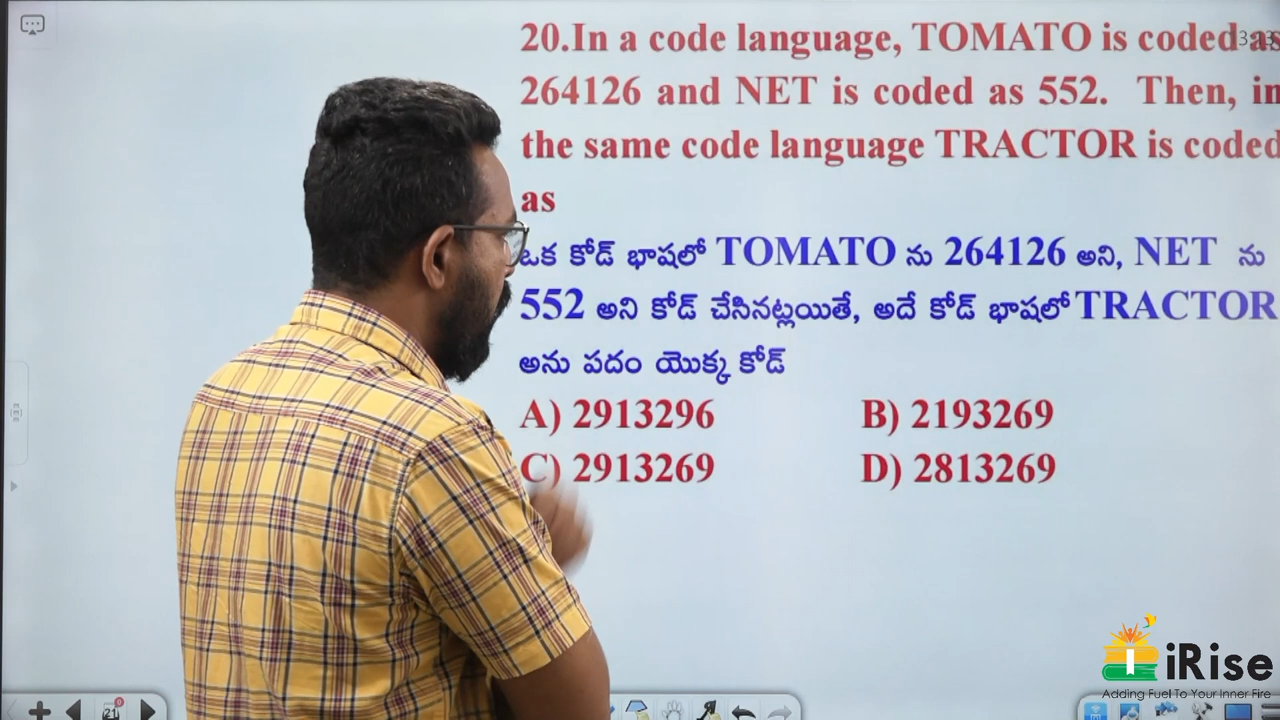 20.In a code language, TOMATO is coded as
264126 and NET is coded as 552. Then, in
the same code language TRACTOR is coded
as
ఒక కోడ్ భాషలో TOMATO ను 264126 అని, NET ను
552 అని కోడ్ చేసినట్లయితే, అదే కోడ్ భాషలో TRACTOR
అను పదం యొక్క కోడ్
A) 2913296 B) 2193269
C) 2913269 D) 2813269
21
iRise
Adding Fuel To Your Inner Fire